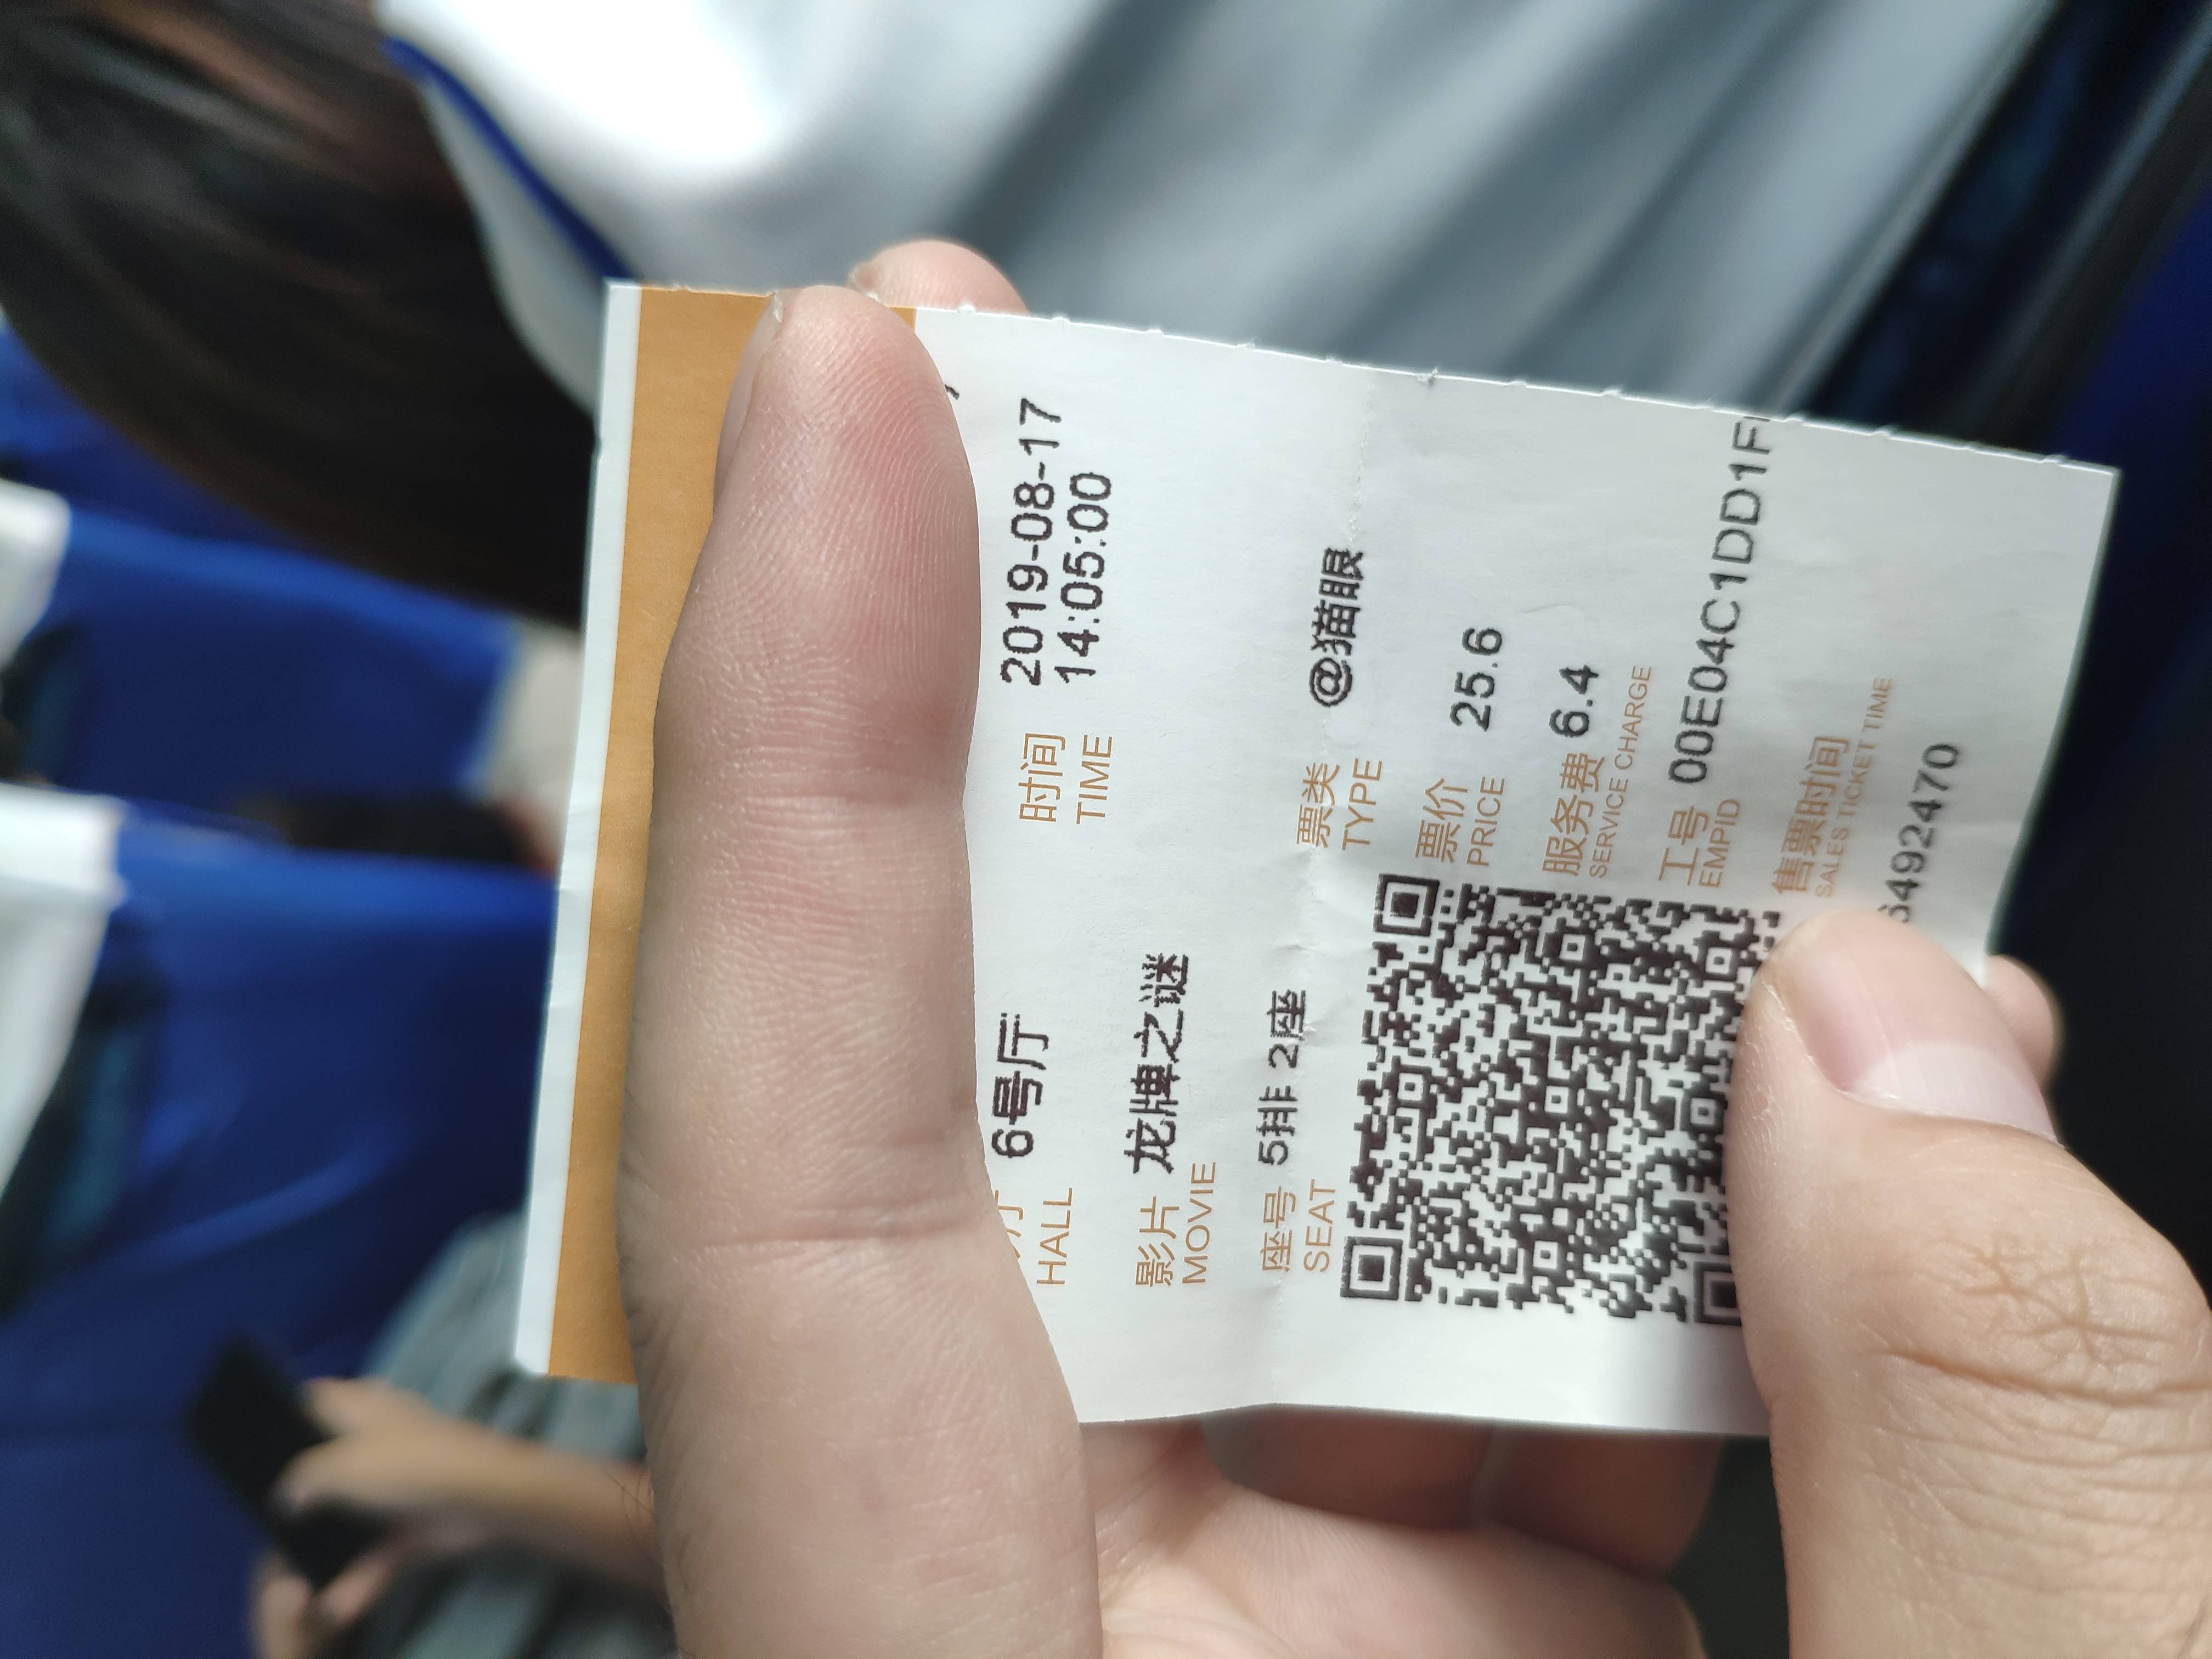 厅 6号厅
HALL
时间 2019-08-17
TIME 14:05:00
影片 龙牌之谜
MOVIE
座号 5排 2座
SEAT
票类 @猫眼
TYPE
票价 25.6
PRICE
服务费 6.4
SERVICE CHARGE
工号 00E04C1DD1F
EMPID
售票时间
SALES TICKET TIME
6492470